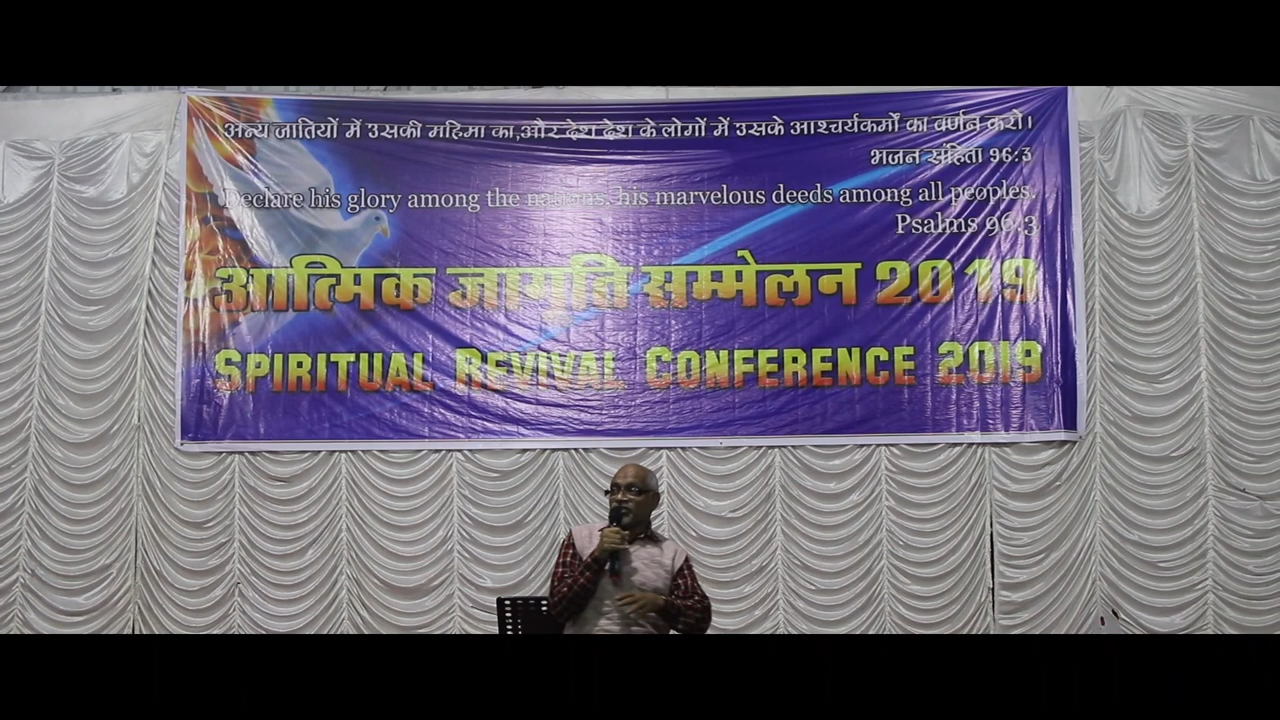 अन्य जातियों में उसकी महिमा का,और देश देश के लोगों में उसके आश्चर्यकर्मों का वर्णन करो।
भजन संहिता 96:3
Declare his glory among the nations, his marvelous deeds among all peoples.
Psalms 96:3
आत्मिक जागृति सम्मेलन 2019
SPIRITUAL REVIVAL CONFERENCE 2019